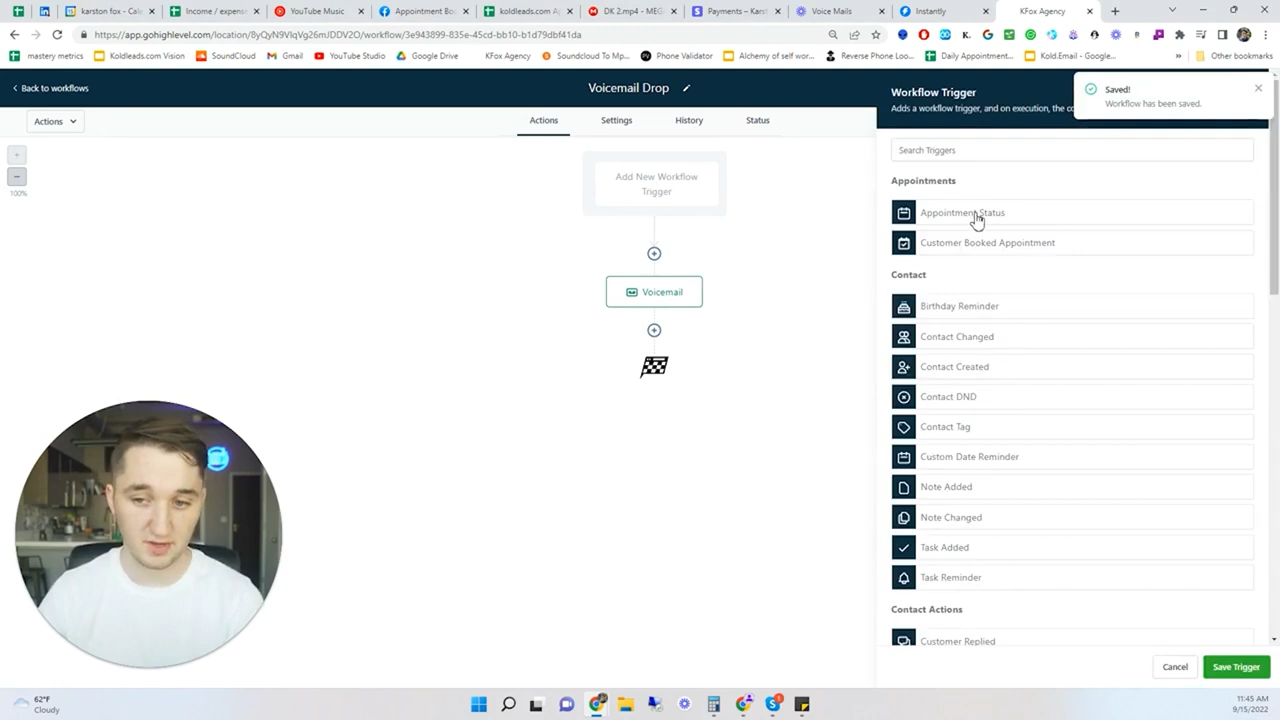 karston fox - Cale
Income / expens
YouTube Music
Appointment Boo
koldleads.com Ap
DK 2.mp4 - MEG
Payments – Karst
Voice Mails
Instantly
KFox Agency
https://app.gohighlevel.com/location/8yQyN9VIqVg26mJDDV2O/workflow/3e943899-835e-45cd-bb10-b1d79dbf41da
mastery metrics
Koldleads.com Vision
SoundCloud
Gmail
YouTube Studio
Google Drive
KFox Agency
Soundcloud To Mp...
Phone Validator
Alchemy of self wor...
Reverse Phone Loo...
Daily Appointment...
Kold.Email - Google...
»
Other bookmarks
Back to workflows
Voicemail Drop
Workflow Trigger
Adds a workflow trigger, and on execution, the co
Saved!
Workflow has been saved.
Actions
Actions
Settings
History
Status
100%
Add New Workflow
Trigger
Voicemail
Search Triggers
Appointments
Appointment Status
Customer Booked Appointment
Contact
Birthday Reminder
Contact Changed
Contact Created
Contact DND
Contact Tag
Custom Date Reminder
Note Added
Note Changed
Task Added
Task Reminder
Contact Actions
Customer Replied
Cancel
Save Trigger
62°F
Cloudy
11:45 AM
9/15/2022